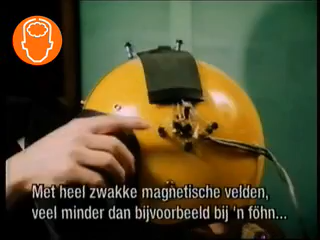 Met heel zwakke magnetische velden,
veel minder dan bijvoorbeeld bij 'n föhn...